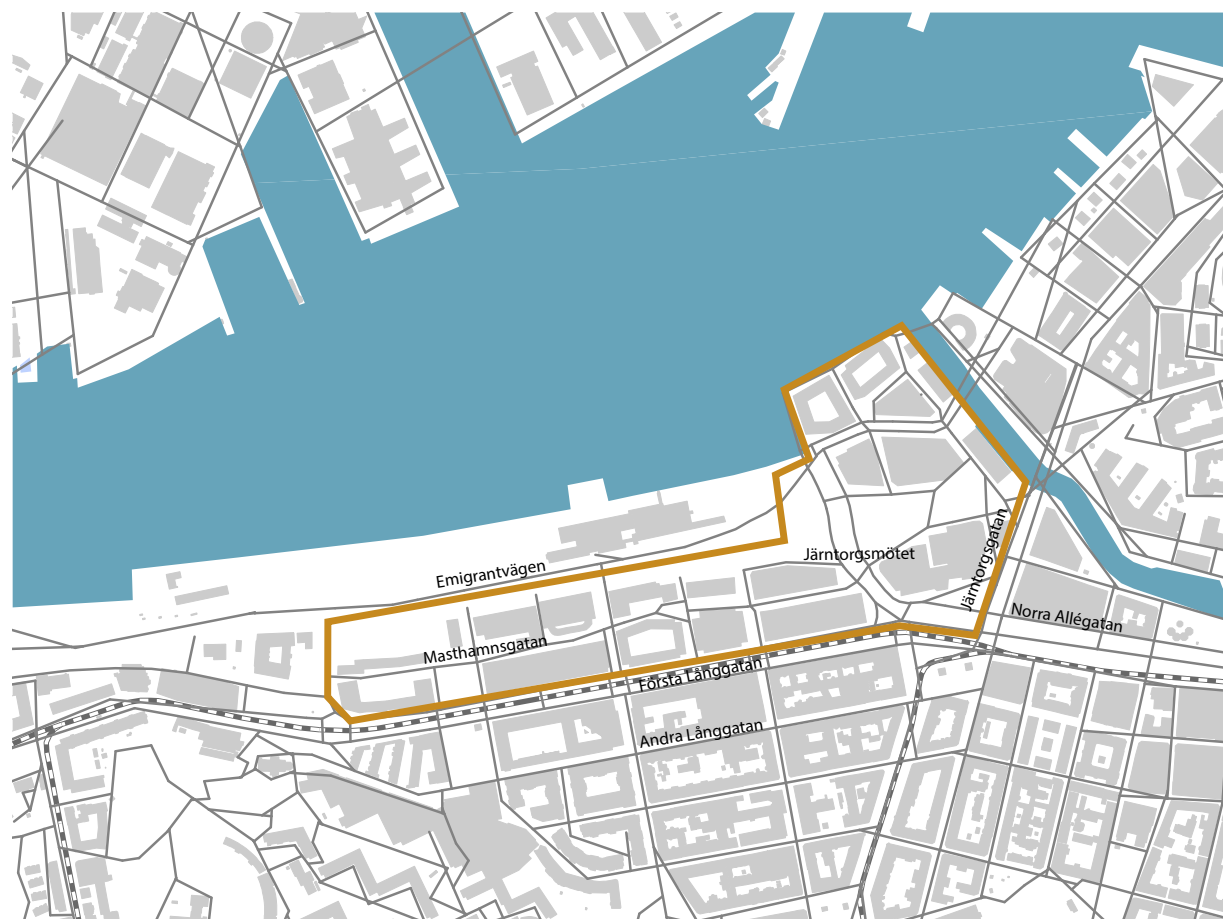 Emigrantvägen
Järntorgsmötet
Järntorgsgatan
Norra Allégatan
Masthamnsgatan
Första Långgatan
Andra Långgatan